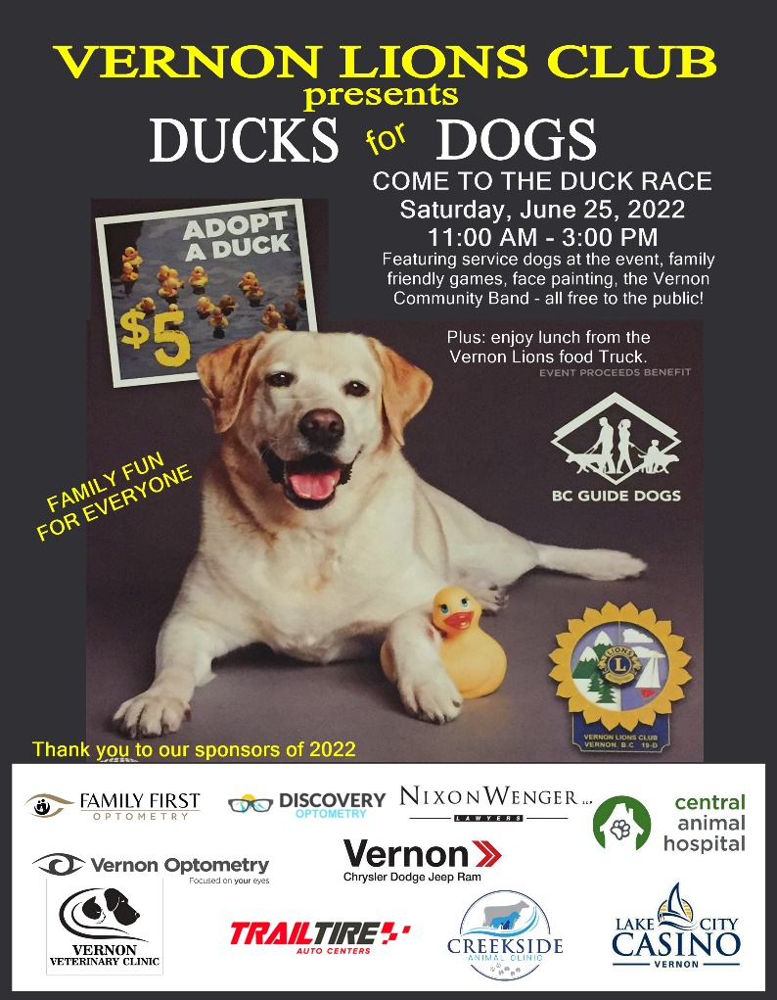 VERNON LIONS CLUB
presents
DUCKS for DOGS
COME TO THE DUCK RACE
Saturday, June 25, 2022
11:00 AM - 3:00 PM
Featuring service dogs at the event, family
friendly games, face painting, the Vernon
Community Band - all free to the public!
ADOPT
A DUCK
$5
Plus: enjoy lunch from the
Vernon Lions food Truck.
EVENT PROCEEDS BENEFIT
BC GUIDE DOGS
FAMILY FUN
FOR EVERYONE
LIONS
L
VERNON LIONS CLUB
VERNON, B.C 19-D
Thank you to our sponsors of 2022
FAMILY FIRST
OPTOMETRY
DISCOVERY
OPTOMETRY
NIXON WENGER LLP
LAWYERS
central
animal
hospital
Vernon Optometry
Focused on your eyes
Vernon
Chrysler Dodge Jeep Ram
VERNON
VETERINARY CLINIC
TRAIL TIRE
AUTO CENTERS
CREEKSIDE
ANIMAL CLINIC
LAKE CITY
CASINO
VERNON